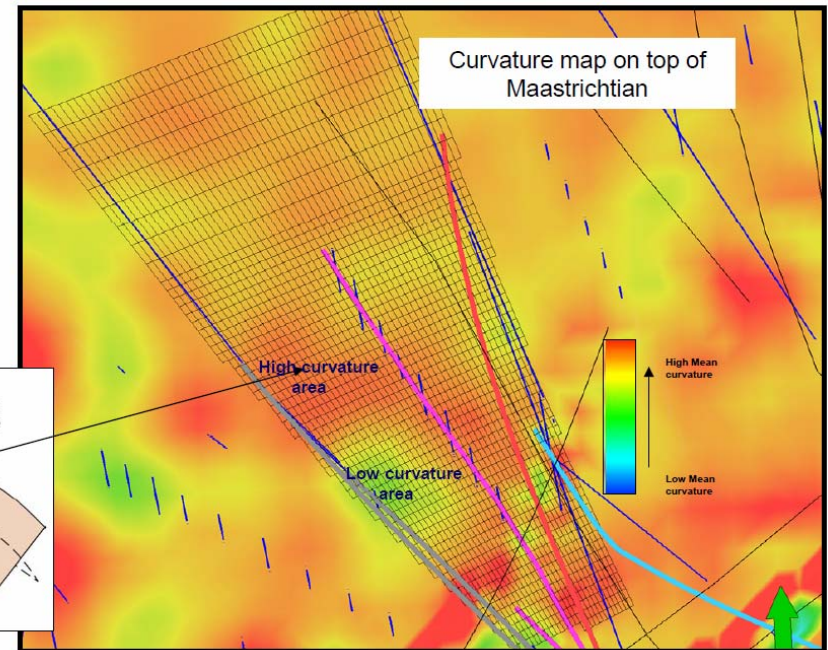 Curvature map on top of
Maastrichtian
High curvature
area
Low curvature
area
High Mean
curvature
Low Mean
curvature